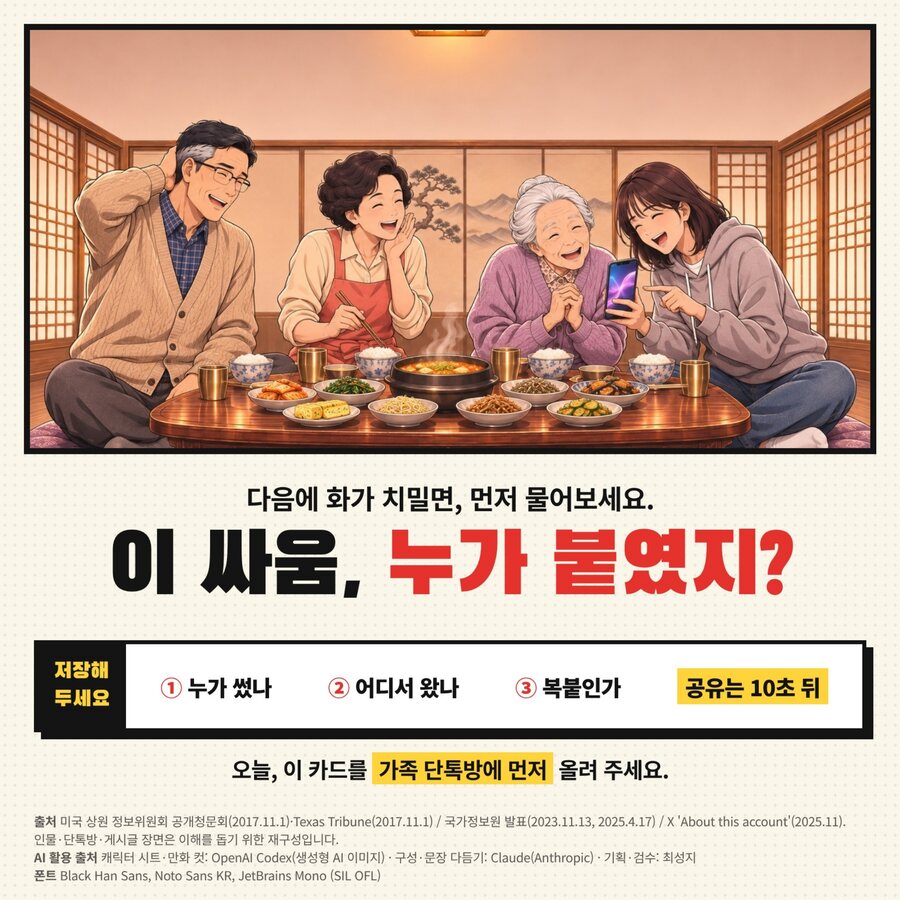 다음에 화가 치밀면, 먼저 물어보세요.
이 싸움, 누가 붙였지?
저장해
두세요
① 누가 썼나
② 어디서 왔나
③ 복붙인가
공유는 10초 뒤
오늘, 이 카드를 가족 단톡방에 먼저 올려 주세요.
출처 미국 상원 정보위원회 공개청문회(2017.11.1)·Texas Tribune(2017.11.1) / 국가정보원 발표(2023.11.13, 2025.4.17) / X 'About this account'(2025.11).
인물·단톡방·게시글 장면은 이해를 돕기 위한 재구성입니다.
AI 활용 출처 캐릭터 시트·만화 컷: OpenAI Codex(생성형 AI 이미지) · 구성·문장 다듬기: Claude(Anthropic) · 기획·검수: 최성지
폰트 Black Han Sans, Noto Sans KR, JetBrains Mono (SIL OFL)